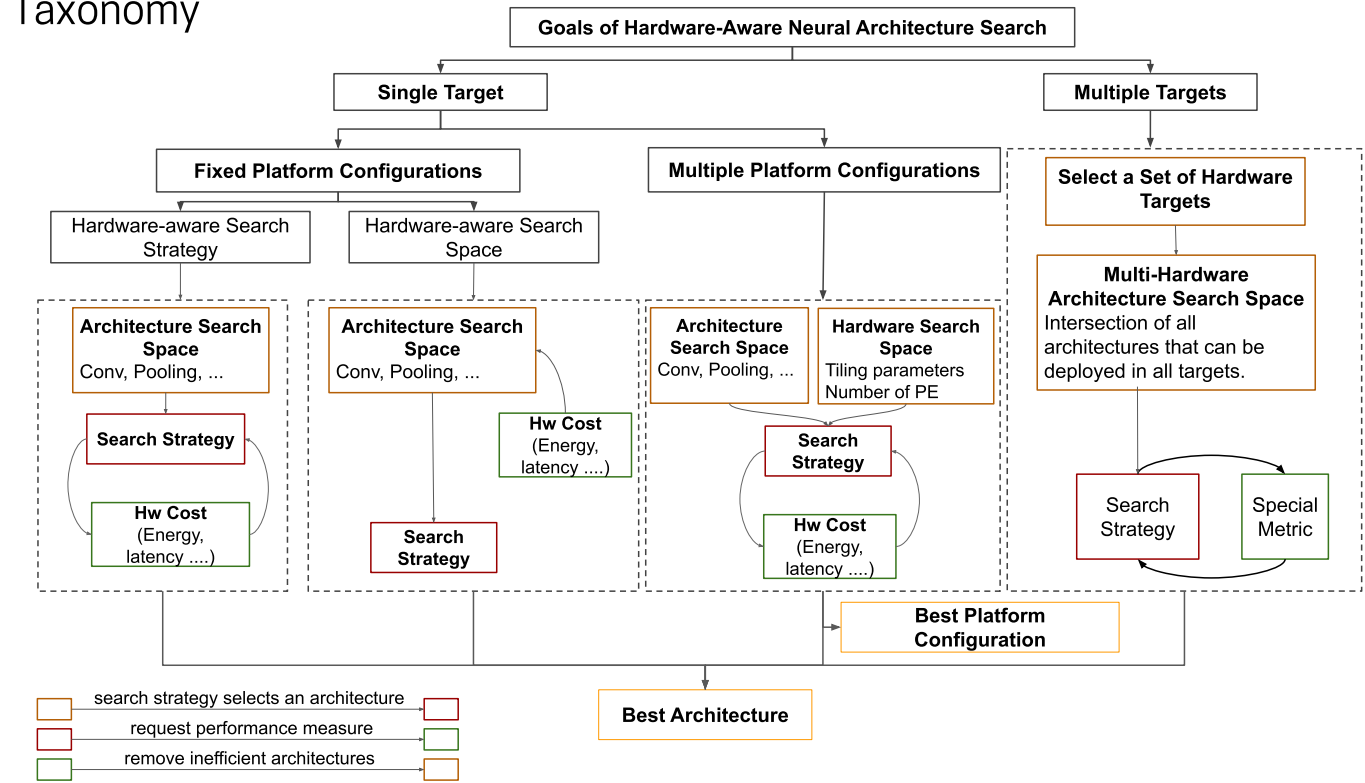 Taxonomy
Goals of Hardware-Aware Neural Architecture Search
Single Target
Multiple Targets
Fixed Platform Configurations
Multiple Platform Configurations
Select a Set of Hardware
Targets
Hardware-aware Search
Strategy
Hardware-aware Search
Space
Multi-Hardware
Architecture Search Space
Intersection of all
architectures that can be
deployed in all targets.
Architecture Search
Space
Conv, Pooling, ...
Search Strategy
Hw Cost
(Energy,
latency ....)
Architecture Search
Space
Conv, Pooling, ...
Hw Cost
(Energy,
latency ....)
Search
Strategy
Architecture
Search Space
Conv, Pooling, ...
Hardware Search
Space
Tiling parameters
Number of PE
Search
Strategy
Hw Cost
(Energy,
latency ....)
Search
Strategy
Special
Metric
Best Platform
Configuration
Best Architecture
search strategy selects an architecture
request performance measure
remove inefficient architectures